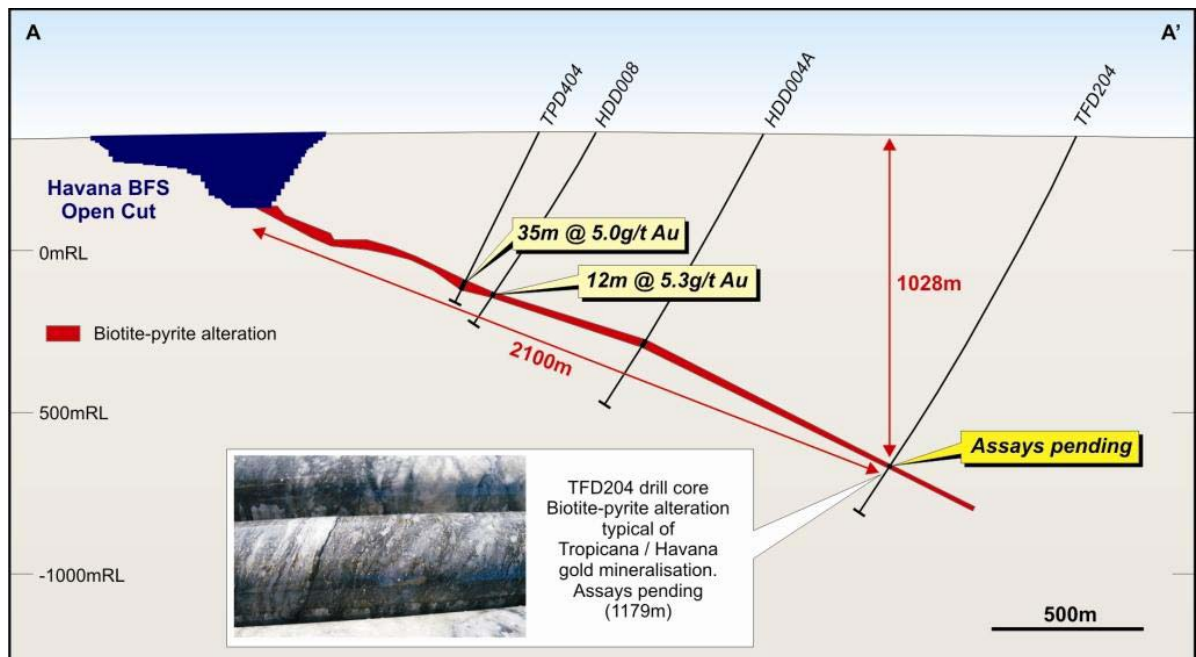 A
A'
TPD404
HDD008
HDD004A
TFD204
Havana BFS
Open Cut
35m @ 5.0g/t Au
0mRL
12m @ 5.3g/t Au
1028m
Biotite-pyrite alteration
2100m
500mRL
Assays pending
TFD204 drill core
Biotite-pyrite alteration
typical of
Tropicana / Havana
gold mineralisation.
Assays pending
(1179m)
-1000mRL
500m